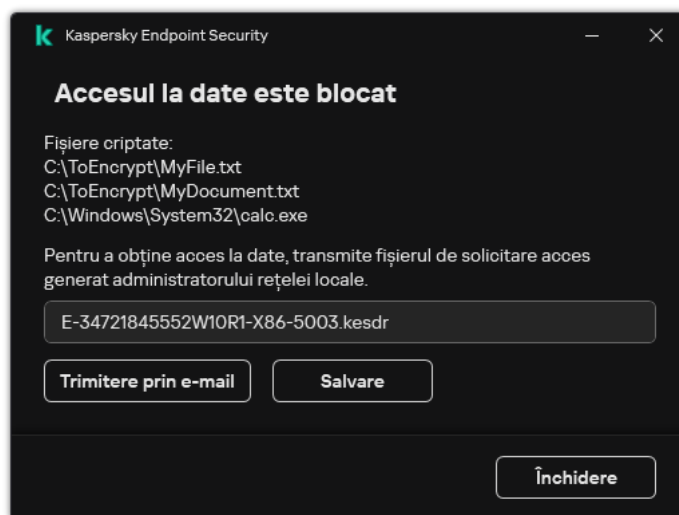 Kaspersky Endpoint Security
Accesul la date este blocat
Fișiere criptate:
C:\ToEncrypt\MyFile.txt
C:\ToEncrypt\MyDocument.txt
C:\Windows\System32\calc.exe
Pentru a obține acces la date, transmite fișierul de solicitare acces
generat administratorului rețelei locale.
E-34721845552W10R1-X86-5003.kesdr
Trimitere prin e-mail
Salvare
Închidere